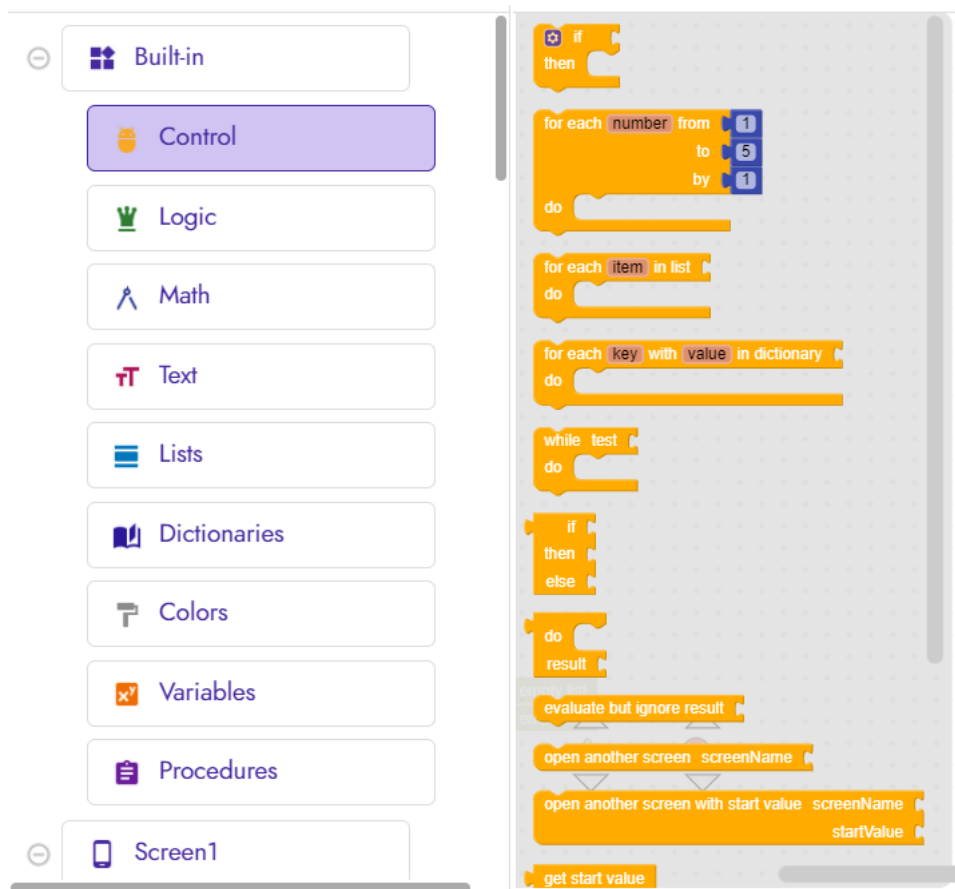 Built-in
Control
Logic
Math
Text
Lists
Dictionaries
Colors
Variables
Procedures
Screen1
if
then
for each number from 1
to 5
by 1
do
for each item in list
do
for each key with value in dictionary
do
while test
do
if
then
else
do
result
evaluate but ignore result
open another screen screenName
open another screen with start value screenName
startValue
get start value